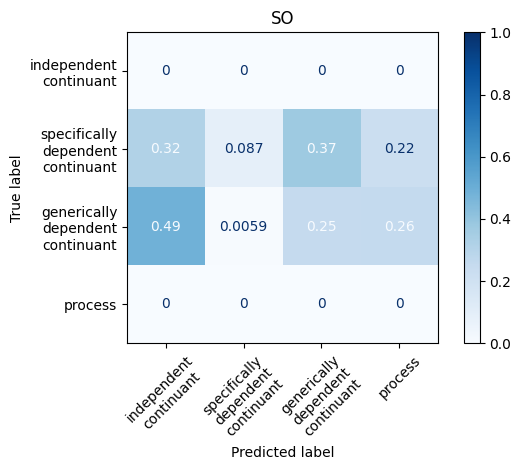 SO
independent
continuant
0 0 0 0
1.0
specifically
dependent
continuant
0.32 0.087 0.37 0.22
0.8
0.6
True label
generically
dependent
continuant
0.49 0.0059 0.25 0.26
0.4
0.2
process
0 0 0 0
0.0
independent
continuant
specifically
dependent
continuant
generically
dependent
continuant
process
Predicted label